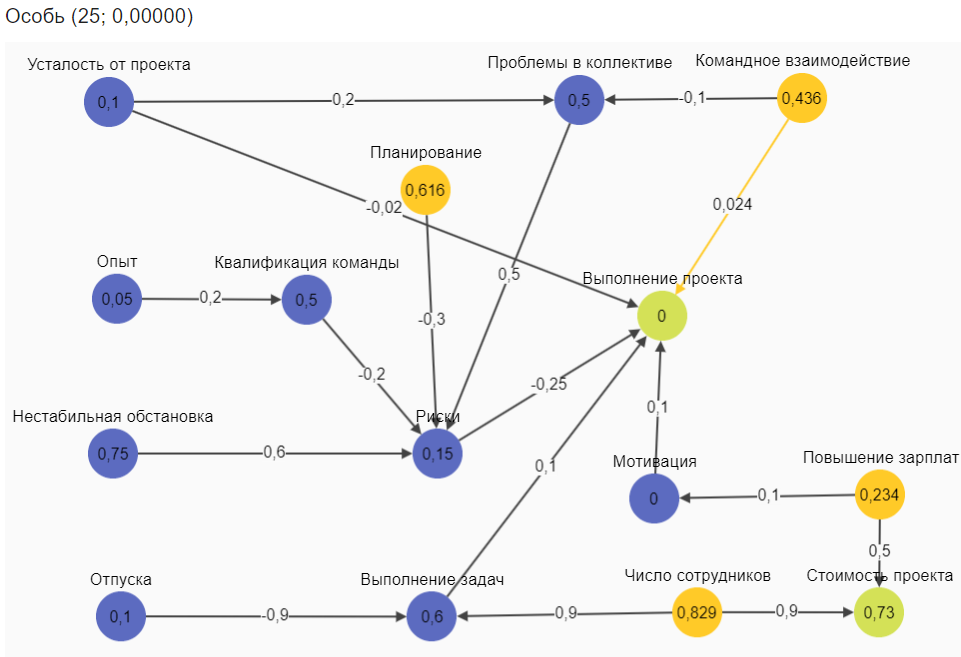 Особь (25; 0,00000)
Усталость от проекта
Проблемы в коллективе
Командное взаимодействие
0,1
0,2
0,5
-0,1
0,436
Планирование
0,616
-0,02
0,024
Опыт
Квалификация команды
0,5
Выполнение проекта
0,05
0,2
0,5
0
-0,3
-0,2
-0,25
0,1
Нестабильная обстановка
Риски
0,75
0,6
0,15
0,1
Мотивация
Повышение зарплат
0
0,1
0,234
0,5
Отпуска
Выполнение задач
Число сотрудников
Стоимость проекта
0,1
-0,9
0,6
0,9
0,829
0,9
0,73